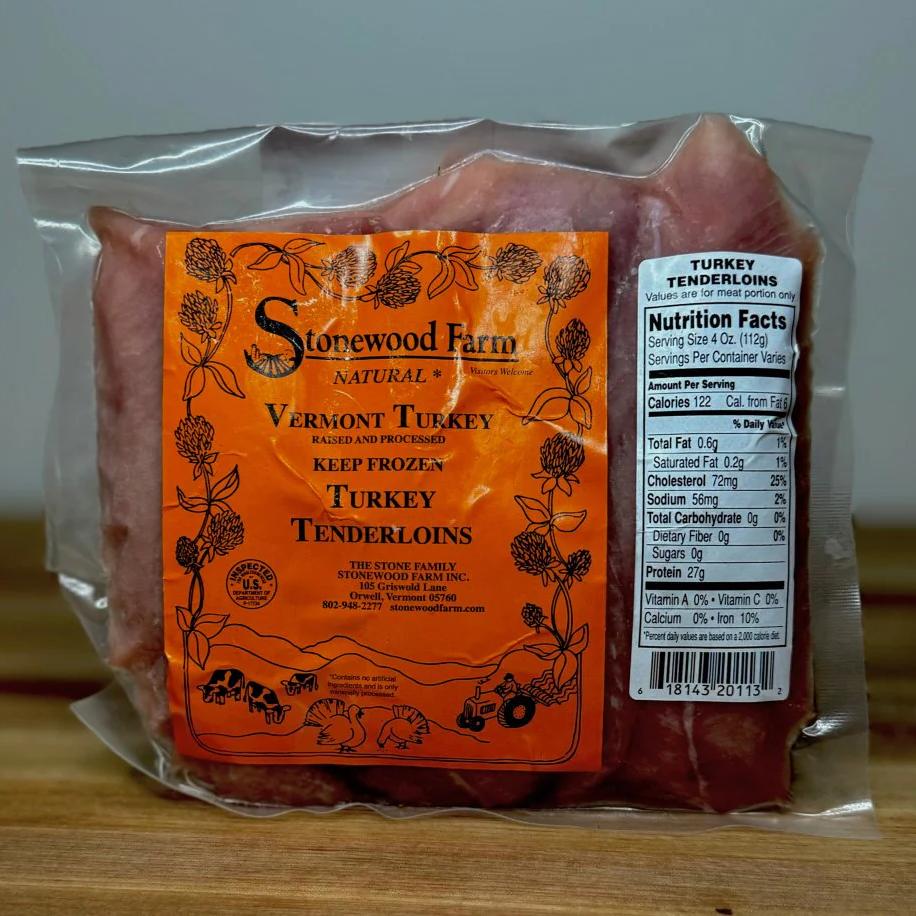 Stonewood Farm
NATURAL *
Visitors Welcome
VERMONT TURKEY
RAISED AND PROCESSED
KEEP FROZEN
TURKEY
TENDERLOINS
INSPECTED
U.S.
DEPARTMENT OF
AGRICULTURE
THE STONE FAMILY
STONEWOOD FARM INC.
105 Griswold Lane
Orwell, Vermont 05760
802-948-2277 stonewoodfarm.com
*Contains no artificial
ingredients and is only
minimally processed.
TURKEY
TENDERLOINS
Values are for meat portion only
Nutrition Facts
Serving Size 4 Oz. (112g)
Servings Per Container Varies
Amount Per Serving
Calories 122 Cal. from Fat 6
% Daily Value*
Total Fat 0.6g 1%
Saturated Fat 0.2g 1%
Cholesterol 72mg 25%
Sodium 56mg 2%
Total Carbohydrate 0g 0%
Dietary Fiber 0g 0%
Sugars 0g
Protein 27g
Vitamin A 0% • Vitamin C 0%
Calcium 0% • Iron 10%
*Percent daily values are based on a 2,000 calorie diet.
6 18143 20113 2